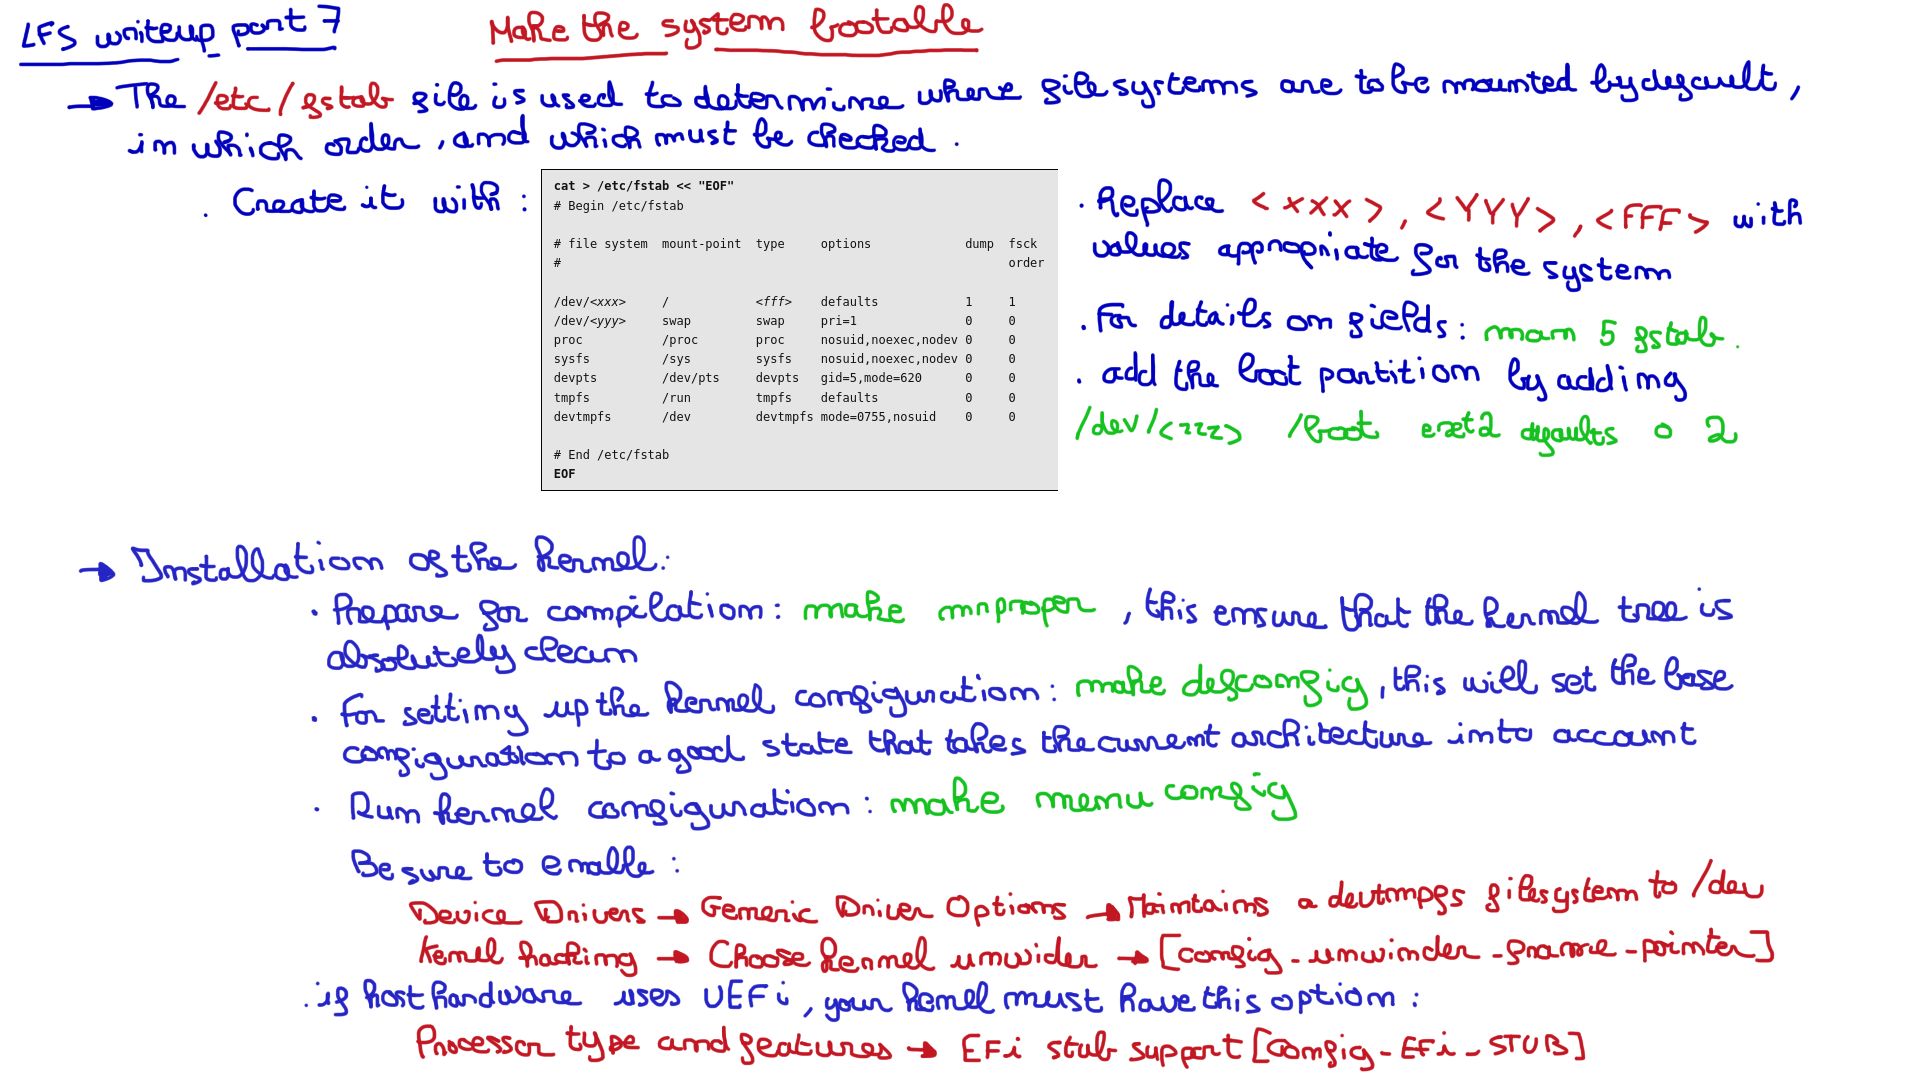 LFS writeup part 7
Make the system bootable
→ The /etc/fstab file is used to determine where file systems are to be mounted by default,
in which order, and which must be checked.
. Create it with :
cat > /etc/fstab << "EOF"
# Begin /etc/fstab
# file system mount-point type options dump fsck
# order
/dev/<xxx> / <fff> defaults 1 1
/dev/<yyy> swap swap pri=1 0 0
proc /proc proc nosuid,noexec,nodev 0 0
sysfs /sys sysfs nosuid,noexec,nodev 0 0
devpts /dev/pts devpts gid=5,mode=620 0 0
tmpfs /run tmpfs defaults 0 0
devtmpfs /dev devtmpfs mode=0755,nosuid 0 0
# End /etc/fstab
EOF
. Replace <xxx>, <YYY>, <FFF> with
values appropriate for the system
. For details on fields : man 5 fstab.
. add the boot partition by adding
/dev/<zzz> /boot ext2 defaults 0 2
→ Installation of the kernel :
. Prepare for compilation : make mrproper, this ensure that the kernel tree is
absolutely clean
. For setting up the kernel configuration : make defconfig, this will set the base
configuration to a good state that takes the current architecture into account
. Run kernel configuration : make menu config
Be sure to enable :
Device Drivers → Generic Driver Options → Maintains a devtmpfs filesystem to /dev
Kernel hacking → Choose kernel unwider → [config_unwinder_frame_pointer]
. if host hardware uses UEFi, your kernel must have this option :
Processor type and features → EFi stub support [Config_EFi_STUB]